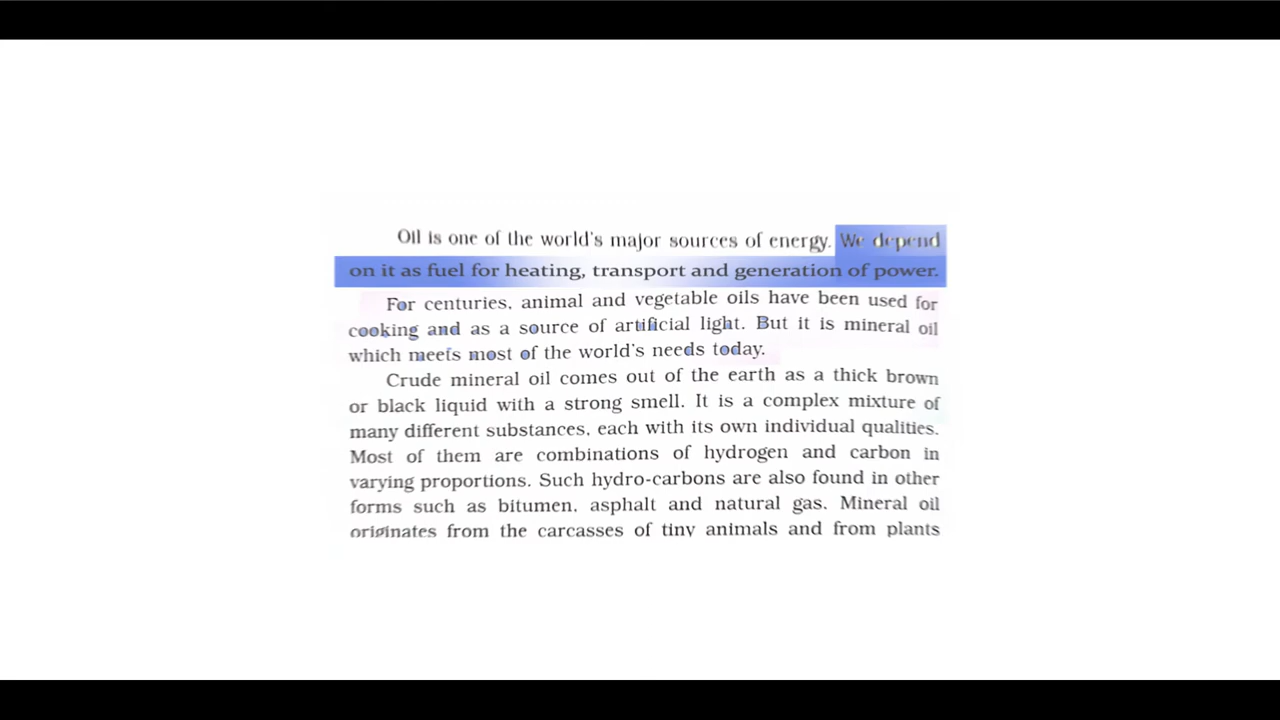 Oil is one of the world's major sources of energy. We depend
on it as fuel for heating, transport and generation of power.
For centuries, animal and vegetable oils have been used for
cooking and as a source of artificial light. But it is mineral oil
which meets most of the world's needs today.
Crude mineral oil comes out of the earth as a thick brown
or black liquid with a strong smell. It is a complex mixture of
many different substances, each with its own individual qualities.
Most of them are combinations of hydrogen and carbon in
varying proportions. Such hydro-carbons are also found in other
forms such as bitumen, asphalt and natural gas. Mineral oil
originates from the carcasses of tiny animals and from plants